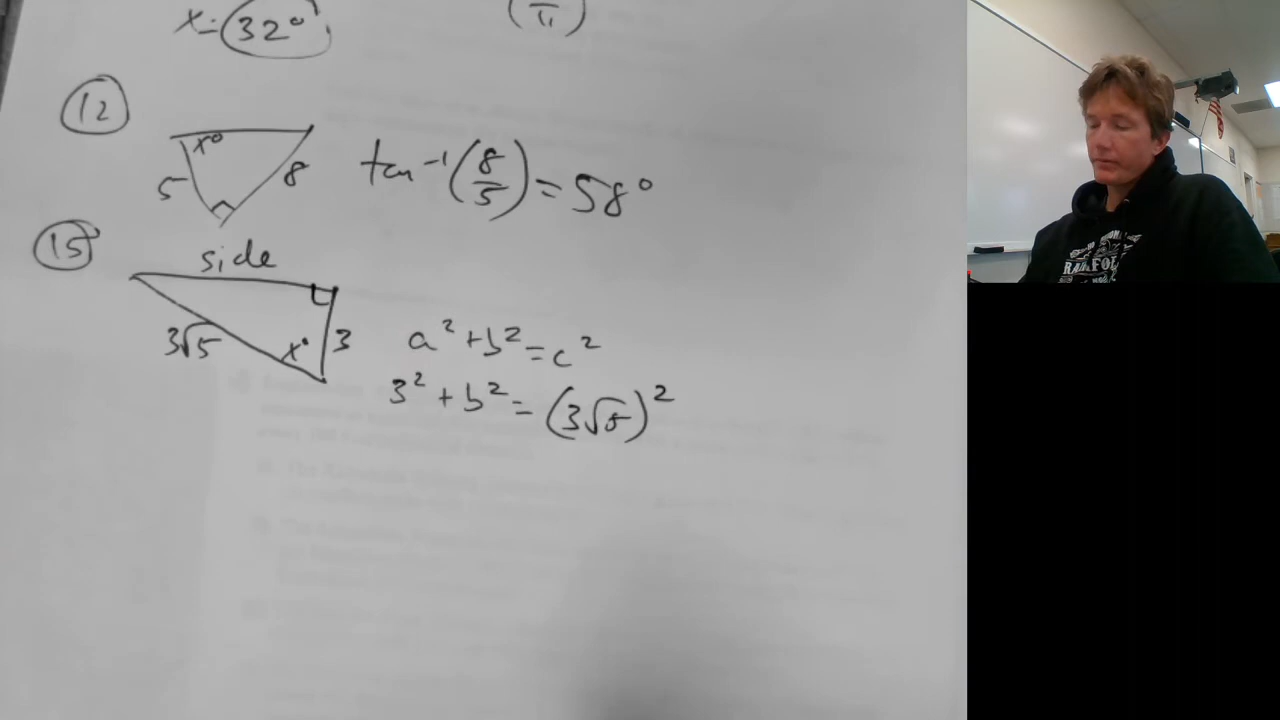 x = 32°
(/π)
12
x°
5
8
tan⁻¹(8/5) = 58°
15
side
3√5
x°
3
a² + b² = c²
3² + b² = (3√5)²